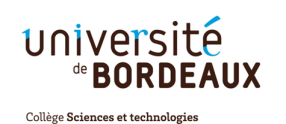 université
de BORDEAUX
Collège Sciences et technologies